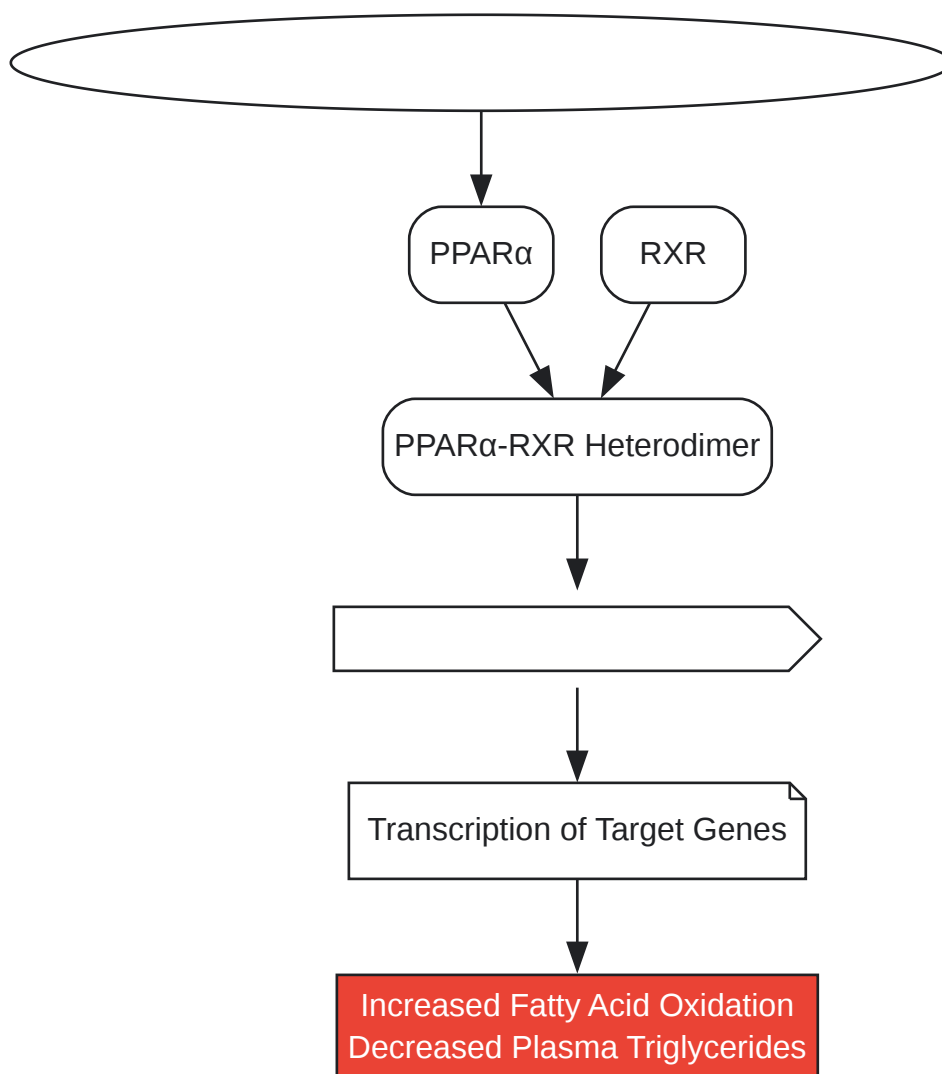 PPARα
RXR
PPARα-RXR Heterodimer
Transcription of Target Genes
Increased Fatty Acid Oxidation
Decreased Plasma Triglycerides